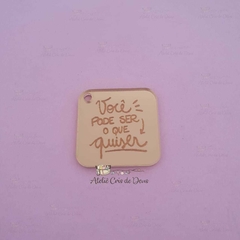 Você
PODE SER
O QUE
quiser
Ateliê Cris de Deus